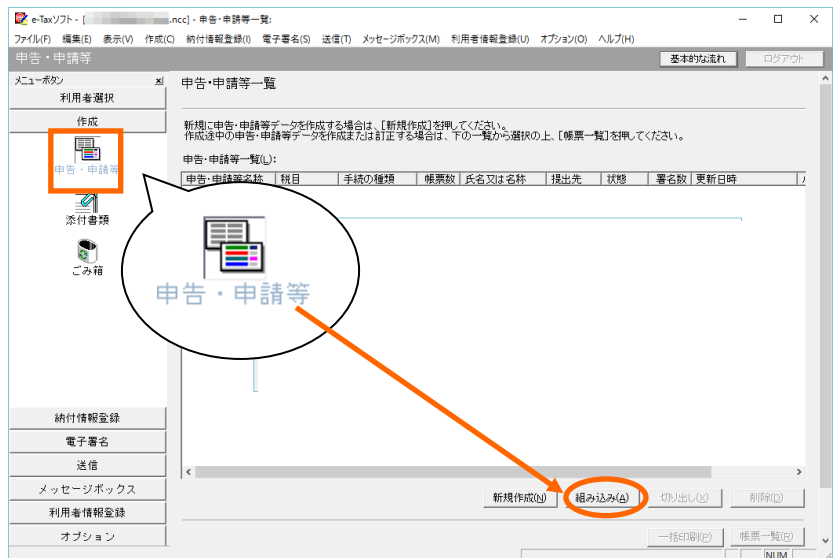 e-Taxソフト - [ .ncc] - 申告・申請等一覧:
ファイル(F) 編集(E) 表示(V) 作成(C) 納付情報登録(I) 電子署名(S) 送信(T) メッセージボックス(M) 利用者情報登録(U) オプション(O) ヘルプ(H)
申告・申請等 基本的な流れ ログアウト
メニューボタン x
利用者選択
作成
申告・申請等
添付書類
ごみ箱
納付情報登録
電子署名
送信
メッセージボックス
利用者情報登録
オプション
申告・申請等一覧
新規に申告・申請等データを作成する場合は、[新規作成]を押してください。
作成途中の申告・申請等データを作成または訂正する場合は、下の一覧から選択の上、[帳票一覧]を押してください。
申告・申請等一覧(L):
申告・申請等名称 税目 手続の種類 帳票数 氏名又は名称 提出先 状態 署名数 更新日時
申告・申請等
新規作成(N) 組み込み(A) 切り出し(X) 削除(D)
一括印刷(P) 帳票一覧(R)
NUM